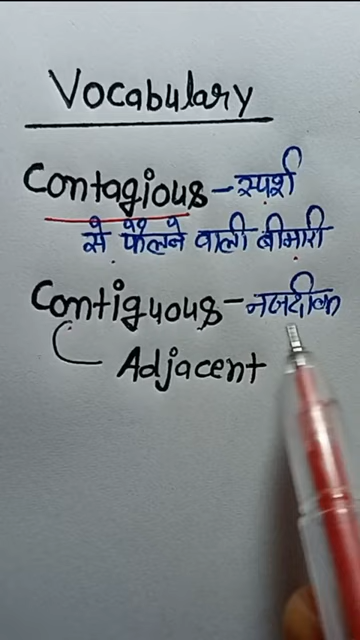 Vocabulary
Contagious - स्पर्श
से फैलने वाली बीमारी
Contiguous - नजदीक
Adjacent